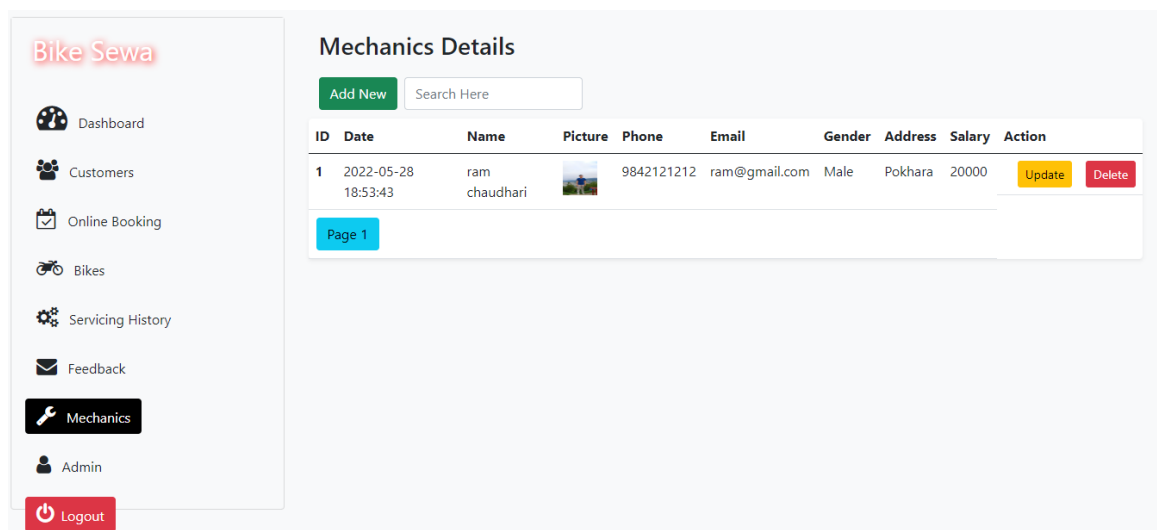 Bike Sewa
Dashboard
Customers
Online Booking
Bikes
Servicing History
Feedback
Mechanics
Admin
Logout
Mechanics Details
Add New Search Here
ID Date Name Picture Phone Email Gender Address Salary Action
1 2022-05-28 ram 9842121212 ram@gmail.com Male Pokhara 20000 Update Delete
18:53:43 chaudhari
Page 1